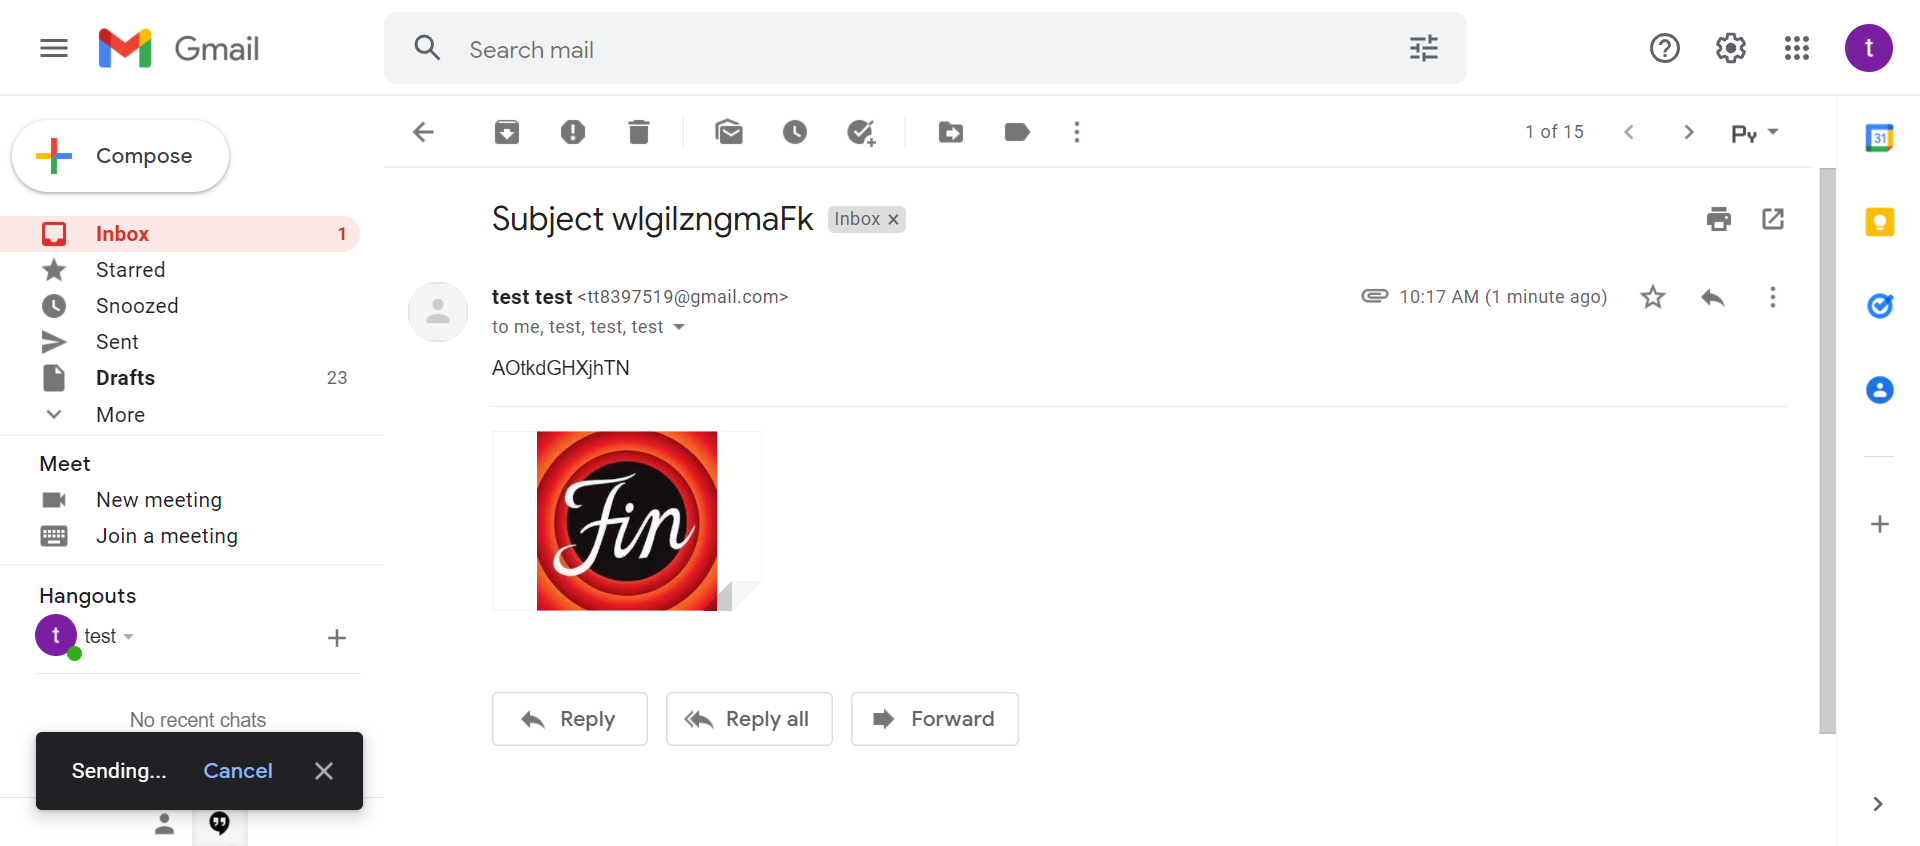 Gmail
Search mail
t
Compose
1 of 15
31
Subject wlgilzngmaFk
Inbox
Inbox 1
Starred
Snoozed
Sent
Drafts 23
More
test test <tt8397519@gmail.com>
10:17 AM (1 minute ago)
to me, test, test, test
AOtkdGHXjhTN
Fin
Meet
New meeting
Join a meeting
Hangouts
t test
No recent chats
Reply
Reply all
Forward
Sending... Cancel